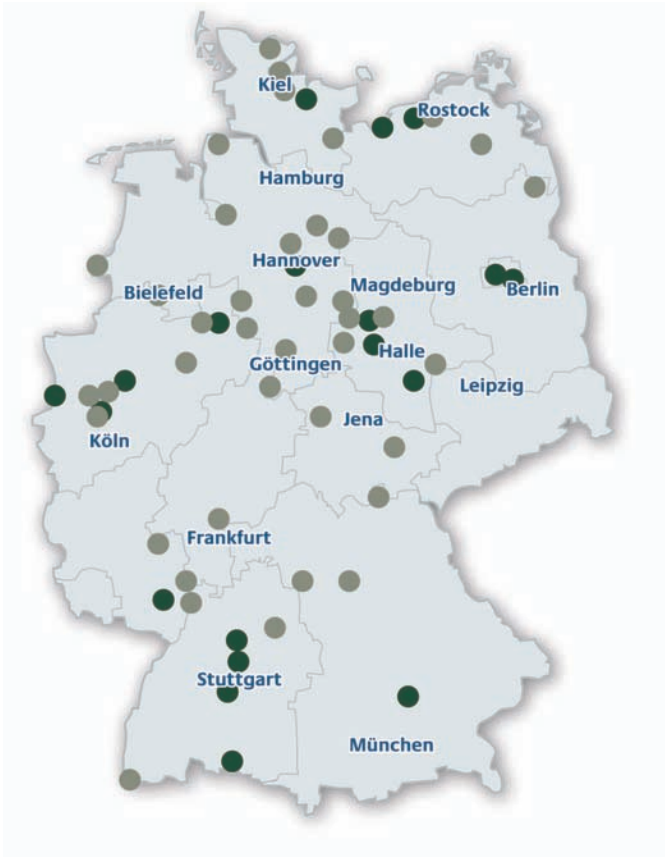 Kiel
Rostock
Hamburg
Hannover
Magdeburg
Bielefeld
Berlin
Halle
Göttingen
Leipzig
Jena
Köln
Frankfurt
Stuttgart
München